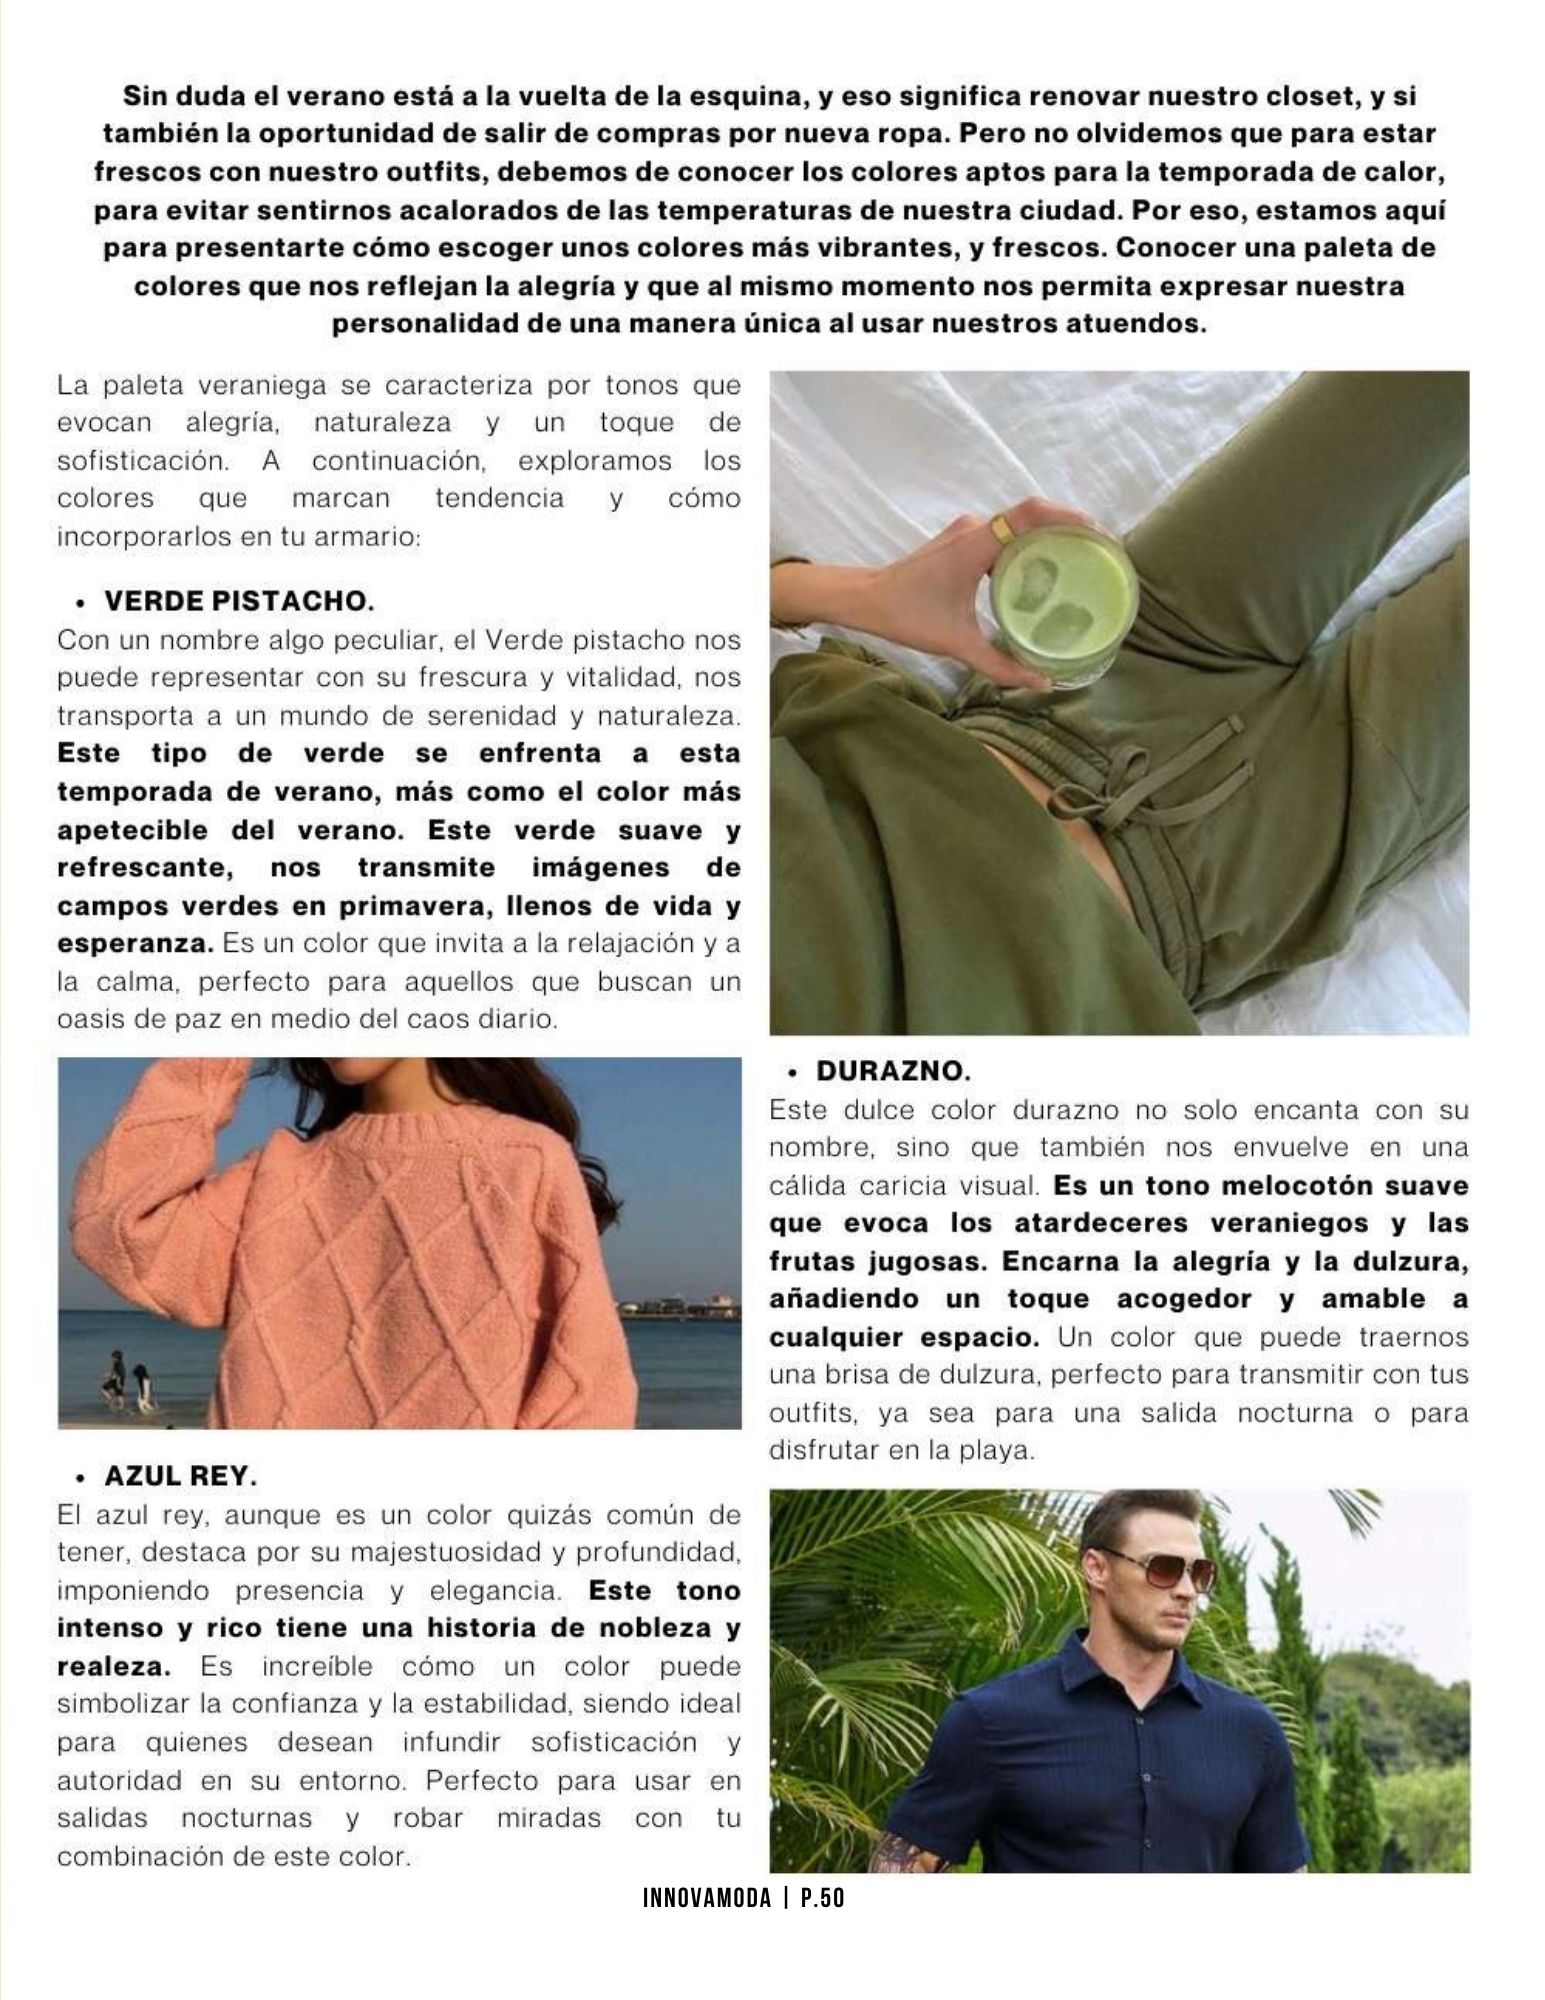 Sin duda el verano está a la vuelta de la esquina, y eso significa renovar nuestro closet, y si
también la oportunidad de salir de compras por nueva ropa. Pero no olvidemos que para estar
frescos con nuestro outfits, debemos de conocer los colores aptos para la temporada de calor,
para evitar sentirnos acalorados de las temperaturas de nuestra ciudad. Por eso, estamos aquí
para presentarte cómo escoger unos colores más vibrantes, y frescos. Conocer una paleta de
colores que nos reflejan la alegría y que al mismo momento nos permita expresar nuestra
personalidad de una manera única al usar nuestros atuendos.
La paleta veraniega se caracteriza por tonos que
evocan alegría, naturaleza y un toque de
sofisticación. A continuación, exploramos los
colores que marcan tendencia y cómo
incorporarlos en tu armario:
• VERDE PISTACHO.
Con un nombre algo peculiar, el Verde pistacho nos
puede representar con su frescura y vitalidad, nos
transporta a un mundo de serenidad y naturaleza.
Este tipo de verde se enfrenta a esta
temporada de verano, más como el color más
apetecible del verano. Este verde suave y
refrescante, nos transmite imágenes de
campos verdes en primavera, llenos de vida y
esperanza. Es un color que invita a la relajación y a
la calma, perfecto para aquellos que buscan un
oasis de paz en medio del caos diario.
• DURAZNO.
Este dulce color durazno no solo encanta con su
nombre, sino que también nos envuelve en una
cálida caricia visual. Es un tono melocotón suave
que evoca los atardeceres veraniegos y las
frutas jugosas. Encarna la alegría y la dulzura,
añadiendo un toque acogedor y amable a
cualquier espacio. Un color que puede traernos
una brisa de dulzura, perfecto para transmitir con tus
outfits, ya sea para una salida nocturna o para
disfrutar en la playa.
• AZUL REY.
El azul rey, aunque es un color quizás común de
tener, destaca por su majestuosidad y profundidad,
imponiendo presencia y elegancia. Este tono
intenso y rico tiene una historia de nobleza y
realeza. Es increíble cómo un color puede
simbolizar la confianza y la estabilidad, siendo ideal
para quienes desean infundir sofisticación y
autoridad en su entorno. Perfecto para usar en
salidas nocturnas y robar miradas con tu
combinación de este color.
INNOVAMODA | P.50